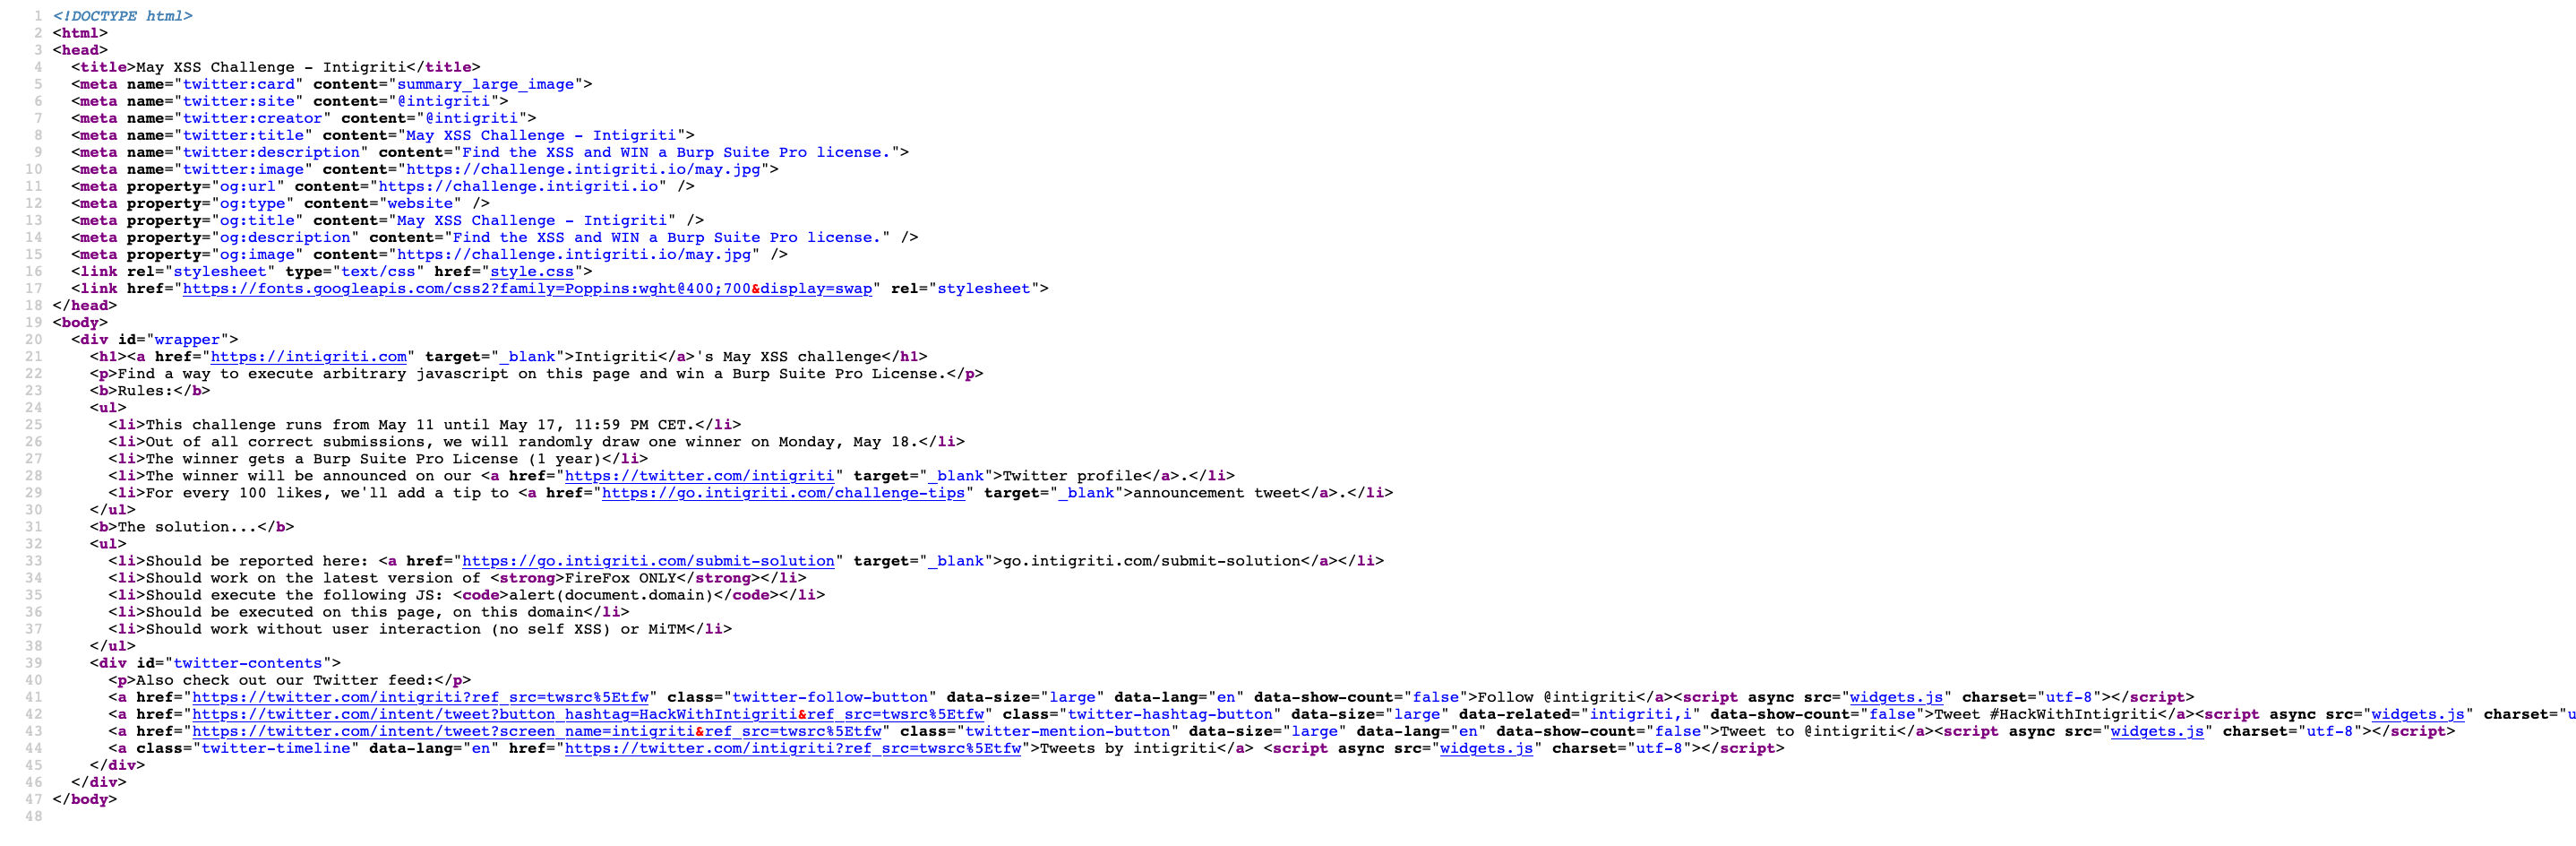 1 <!DOCTYPE html>
2 <html>
3 <head>
4   <title>May XSS Challenge - Intigriti</title>
5   <meta name="twitter:card" content="summary_large_image">
6   <meta name="twitter:site" content="@intigriti">
7   <meta name="twitter:creator" content="@intigriti">
8   <meta name="twitter:title" content="May XSS Challenge - Intigriti">
9   <meta name="twitter:description" content="Find the XSS and WIN a Burp Suite Pro license.">
10   <meta name="twitter:image" content="https://challenge.intigriti.io/may.jpg">
11   <meta property="og:url" content="https://challenge.intigriti.io" />
12   <meta property="og:type" content="website" />
13   <meta property="og:title" content="May XSS Challenge - Intigriti" />
14   <meta property="og:description" content="Find the XSS and WIN a Burp Suite Pro license." />
15   <meta property="og:image" content="https://challenge.intigriti.io/may.jpg" />
16   <link rel="stylesheet" type="text/css" href="style.css">
17   <link href="https://fonts.googleapis.com/css2?family=Poppins:wght@400;700&display=swap" rel="stylesheet">
18 </head>
19 <body>
20   <div id="wrapper">
21     <h1><a href="https://intigriti.com" target="_blank">Intigriti</a>'s May XSS challenge</h1>
22     <p>Find a way to execute arbitrary javascript on this page and win a Burp Suite Pro License.</p>
23     <b>Rules:</b>
24     <ul>
25       <li>This challenge runs from May 11 until May 17, 11:59 PM CET.</li>
26       <li>Out of all correct submissions, we will randomly draw one winner on Monday, May 18.</li>
27       <li>The winner gets a Burp Suite Pro License (1 year)</li>
28       <li>The winner will be announced on our <a href="https://twitter.com/intigriti" target="_blank">Twitter profile</a>.</li>
29       <li>For every 100 likes, we'll add a tip to <a href="https://go.intigriti.com/challenge-tips" target="_blank">announcement tweet</a>.</li>
30     </ul>
31     <b>The solution...</b>
32     <ul>
33       <li>Should be reported here: <a href="https://go.intigriti.com/submit-solution" target="_blank">go.intigriti.com/submit-solution</a></li>
34       <li>Should work on the latest version of <strong>FireFox ONLY</strong></li>
35       <li>Should execute the following JS: <code>alert(document.domain)</code></li>
36       <li>Should be executed on this page, on this domain</li>
37       <li>Should work without user interaction (no self XSS) or MiTM</li>
38     </ul>
39     <div id="twitter-contents">
40       <p>Also check out our Twitter feed:</p>
41       <a href="https://twitter.com/intigriti?ref_src=twsrc%5Etfw" class="twitter-follow-button" data-size="large" data-lang="en" data-show-count="false">Follow @intigriti</a><script async src="widgets.js" charset="utf-8"></script>
42       <a href="https://twitter.com/intent/tweet?button_hashtag=HackWithIntigriti&ref_src=twsrc%5Etfw" class="twitter-hashtag-button" data-size="large" data-related="intigriti,i" data-show-count="false">Tweet #HackWithIntigriti</a><script async src="widgets.js" charset="u
43       <a href="https://twitter.com/intent/tweet?screen_name=intigriti&ref_src=twsrc%5Etfw" class="twitter-mention-button" data-size="large" data-lang="en" data-show-count="false">Tweet to @intigriti</a><script async src="widgets.js" charset="utf-8"></script>
44       <a class="twitter-timeline" data-lang="en" href="https://twitter.com/intigriti?ref_src=twsrc%5Etfw">Tweets by intigriti</a> <script async src="widgets.js" charset="utf-8"></script>
45     </div>
46   </div>
47 </body>
48